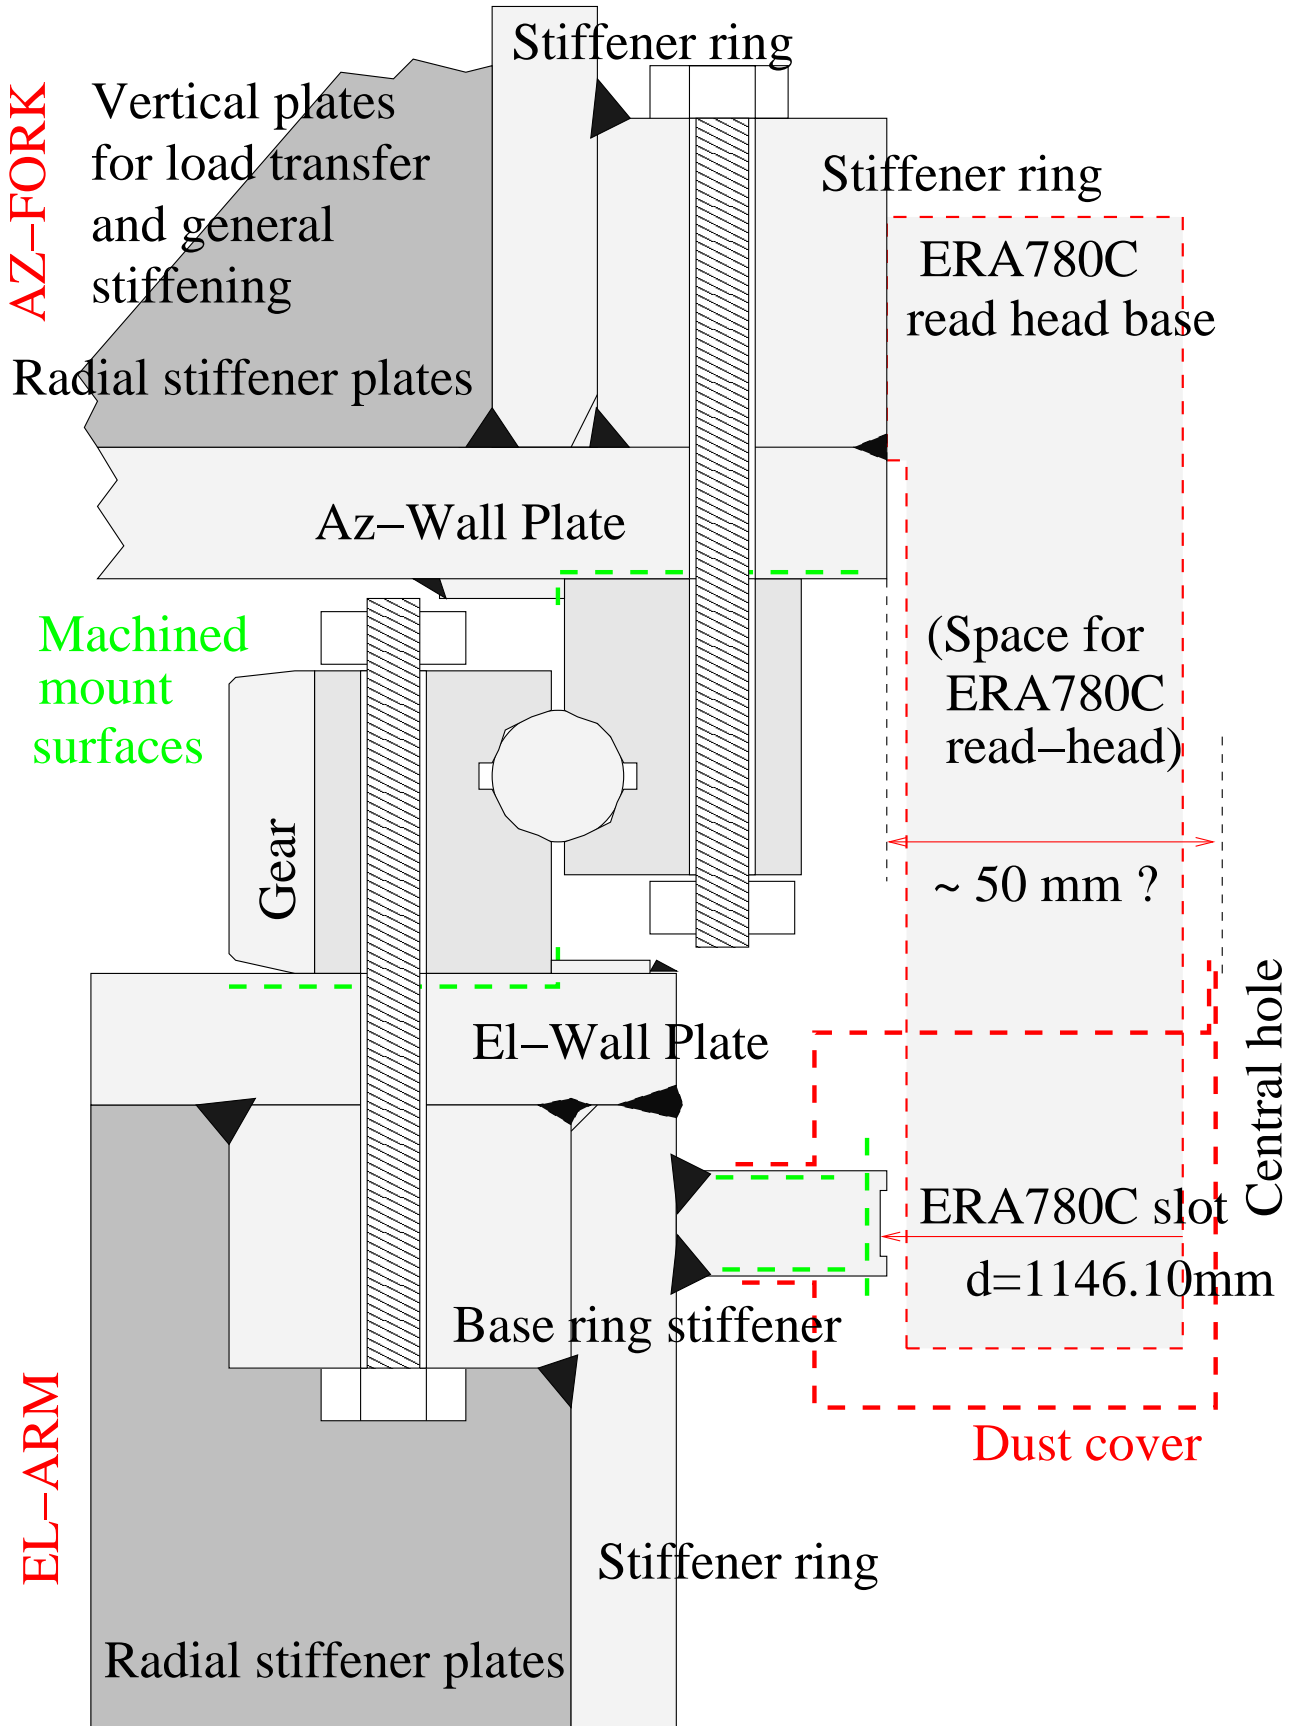 Stiffener ring
AZ–FORK
Vertical plates
for load transfer
and general
stiffening
Stiffener ring
ERA780C
read head base
Radial stiffener plates
Az–Wall Plate
Machined
mount
surfaces
(Space for
ERA780C
read–head)
Gear
~ 50 mm ?
El–Wall Plate
Central hole
ERA780C slot
d=1146.10mm
Base ring stiffener
EL–ARM
Dust cover
Stiffener ring
Radial stiffener plates